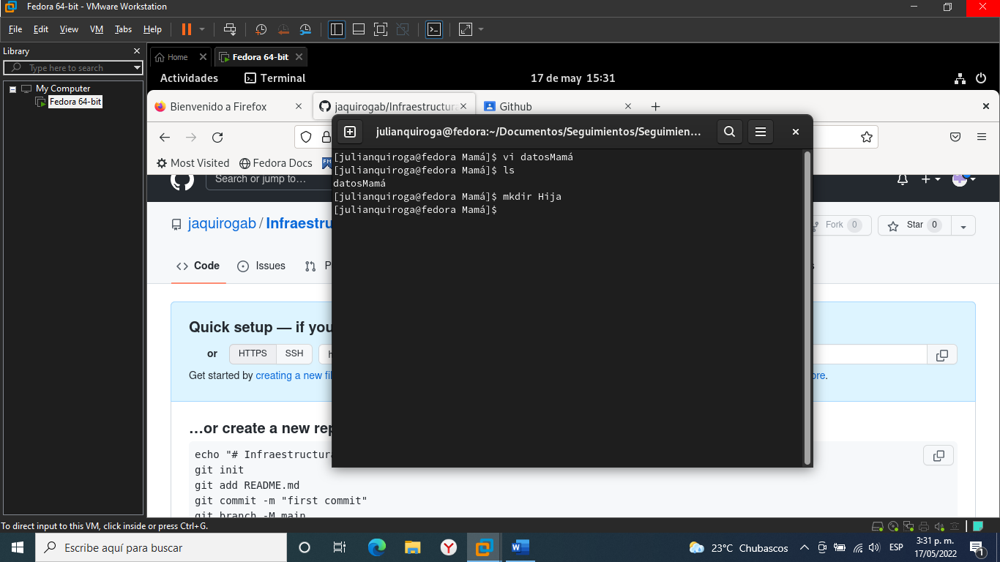 Fedora 64-bit - VMware Workstation
File Edit View VM Tabs Help
Library
Type here to search
My Computer
Fedora 64-bit
Home
Fedora 64-bit
Actividades
Terminal
17 de may 15:31
Bienvenido a Firefox
jaquirogab/Infraestructura
Github
julianquiroga@fedora:~/Documentos/Seguimientos/Seguimien...
Most Visited
Fedora Docs
[julianquiroga@fedora Mamá]$ vi datosMamá
[julianquiroga@fedora Mamá]$ ls
datosMamá
[julianquiroga@fedora Mamá]$ mkdir Hija
[julianquiroga@fedora Mamá]$
Search or jump to...
jaquirogab / Infraestru
Fork 0
Star 0
Code
Issues
P
Quick setup — if you
or
HTTPS
SSH
Get started by creating a new fi
ore.
…or create a new rep
echo "# Infraestructura
git init
git add README.md
git commit -m "first commit"
git branch -M main
To direct input to this VM, click inside or press Ctrl+G.
Escribe aquí para buscar
23°C Chubascos
ESP
3:31 p. m.
17/05/2022
1